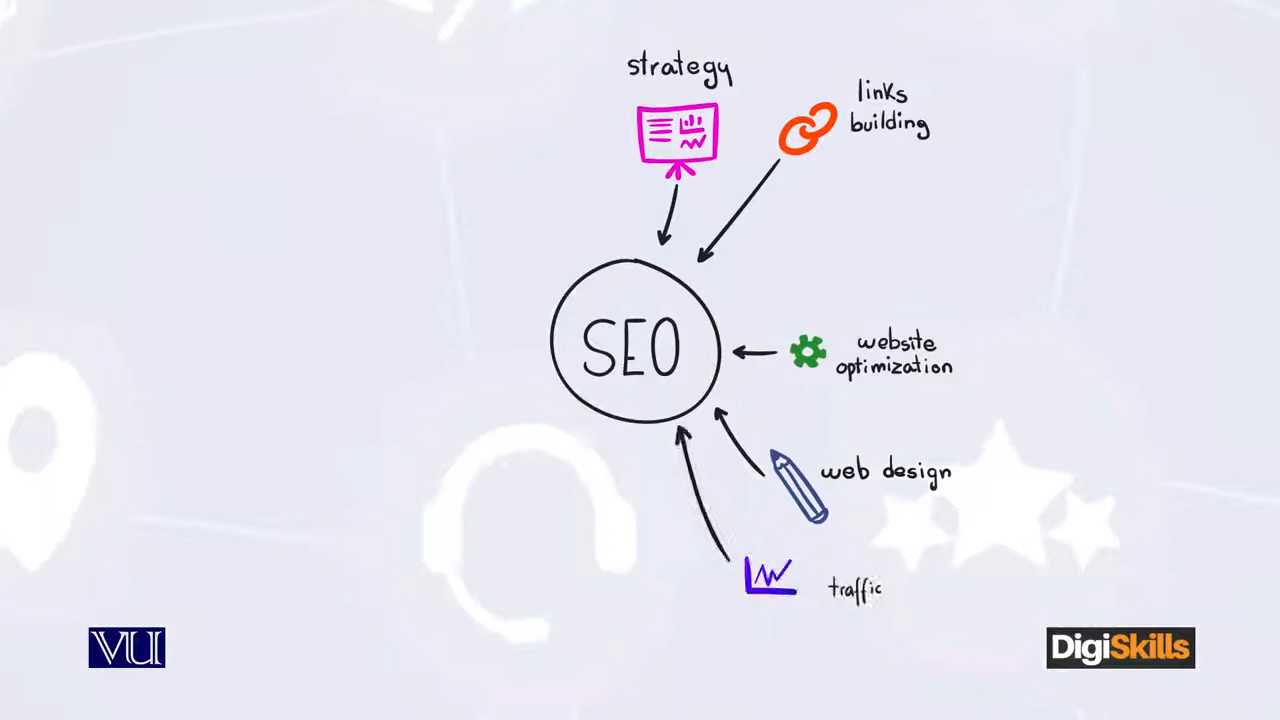 strategy
links
building
SEO
website
optimization
web design
traffic
VU
DigiSkills